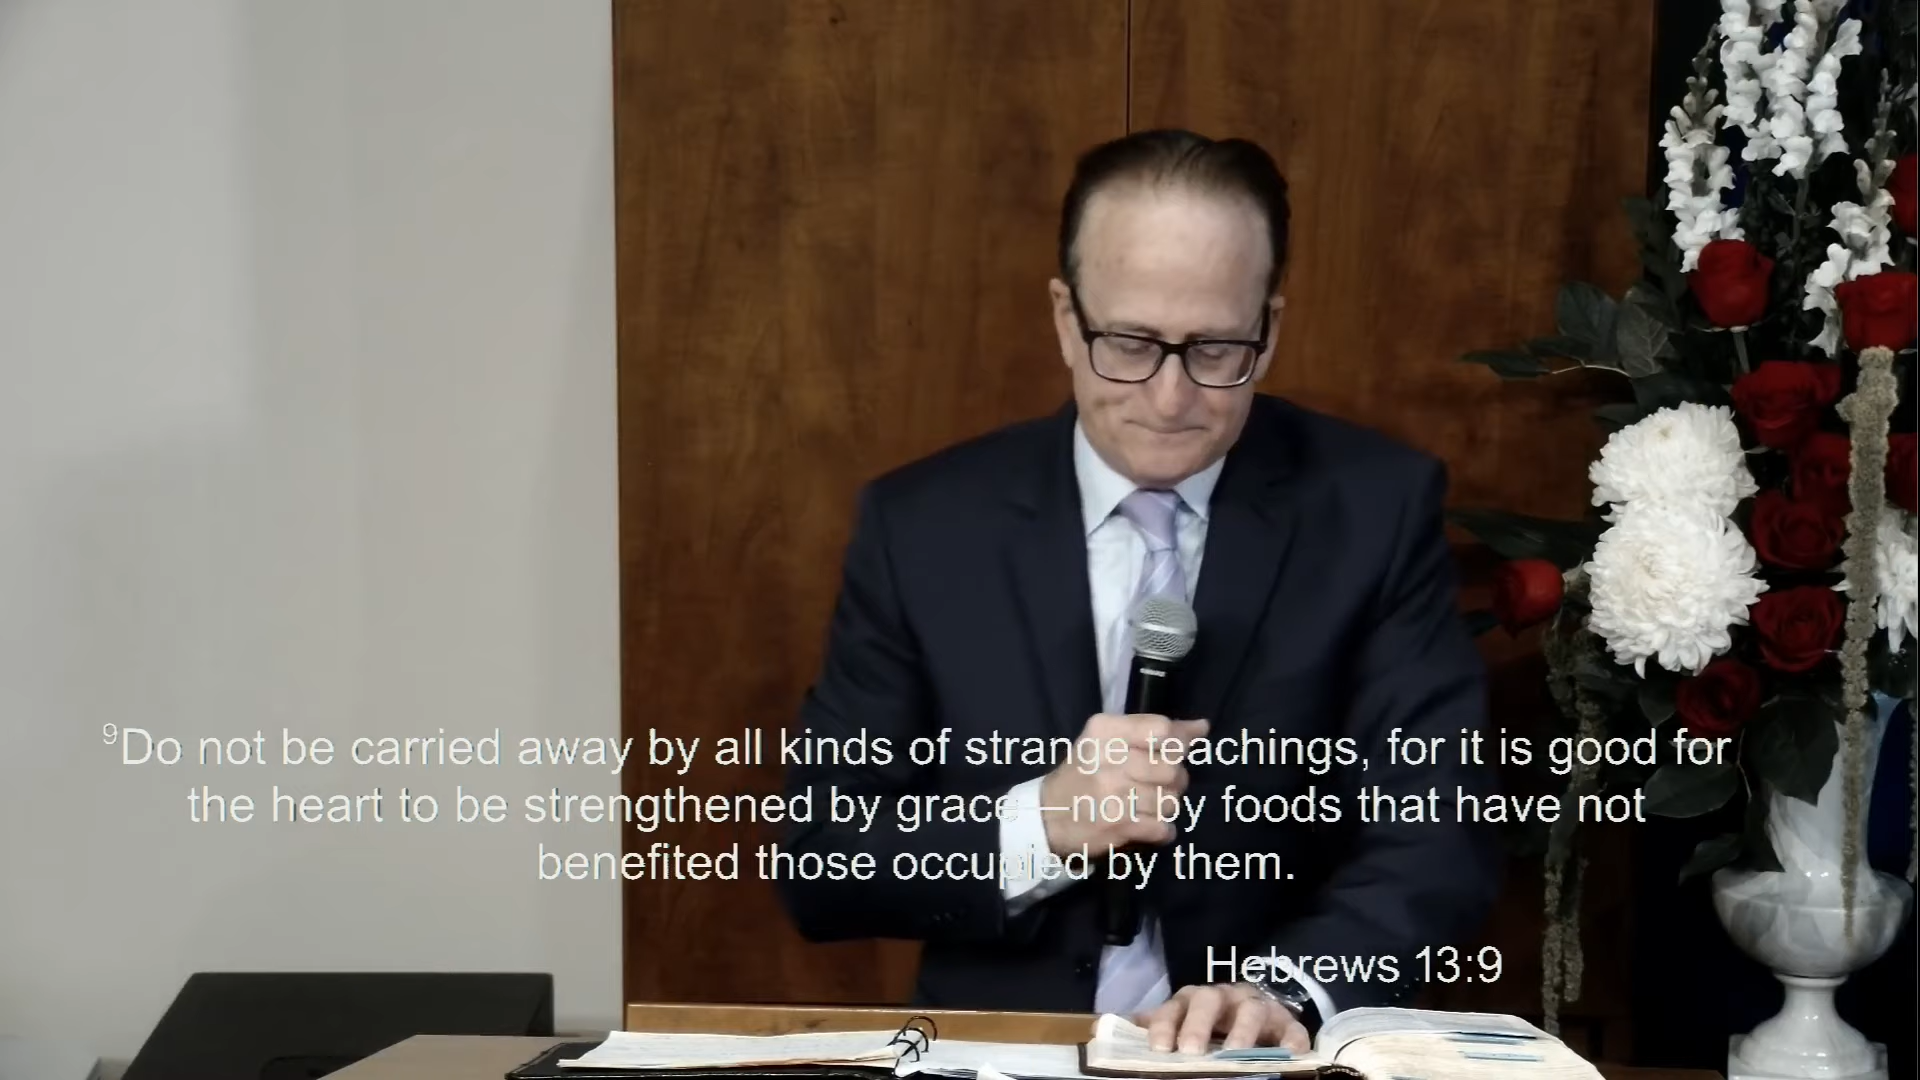 ⁹Do not be carried away by all kinds of strange teachings, for it is good for
the heart to be strengthened by grace—not by foods that have not
benefited those occupied by them.
Hebrews 13:9